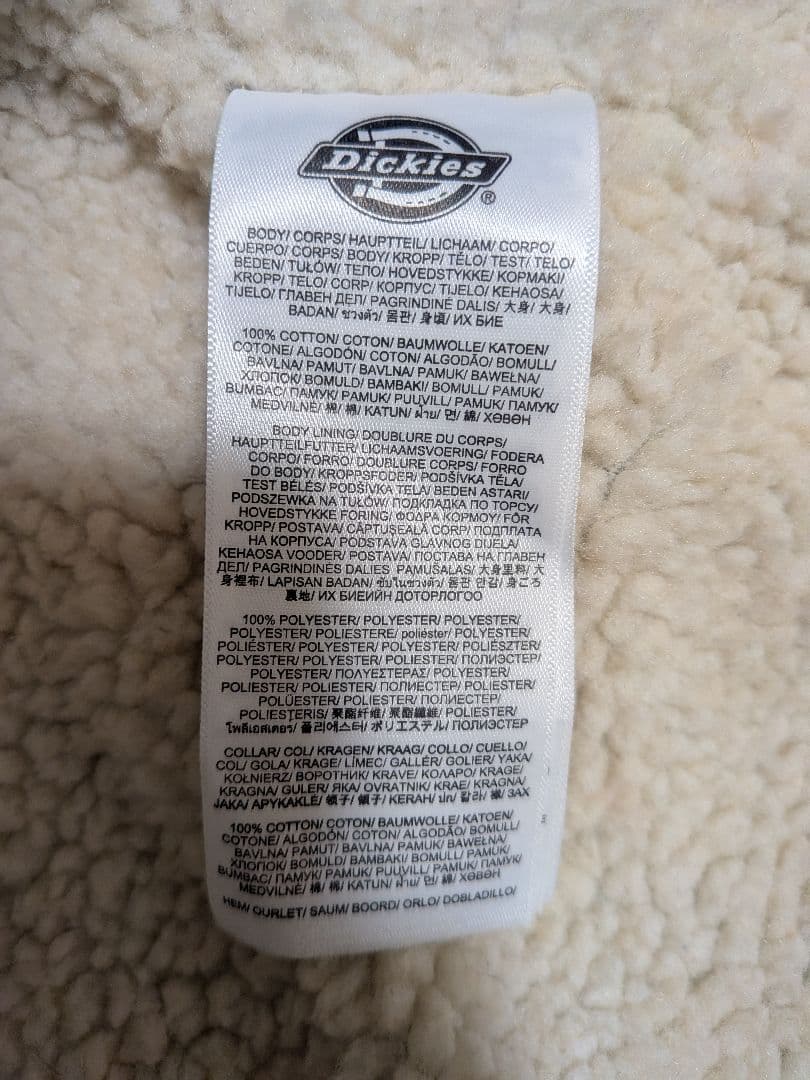 Dickies®
BODY/ CORPS/ HAUPTTEIL/ LICHAAM/ CORPO/
CUERPO/ CORPS/ BODY/ KROPP/ TĚLO/ TEST/ TELO/
BEDEN/ TUŁÓW/ ТЕЛО/ HOVEDSTYKKE/ ΚΟΡΜΑΚΙ/
KROPP/ TELO/ CORP/ КОРПУС/ TIJELO/ KEHAOSA/
TIJELO/ ГЛАВЕН ДЕЛ/ PAGRINDINĖ DALIS/ 大身/ 大身/
BADAN/ ช่วงตัว/ 몸판/ 身頃/ ИХ БИЕ
100% COTTON/ COTON/ BAUMWOLLE/ KATOEN/
COTONE/ ALGODÓN/ COTON/ ALGODÃO/ BOMULL/
BAVLNA/ PAMUT/ BAVLNA/ PAMUK/ BAWEŁNA/
ХЛОПОК/ BOMULD/ BAMBAKI/ BOMULL/ PAMUK/
BUMBAC/ ПАМУК/ PAMUK/ PUUVILL/ PAMUK/ ПАМУК/
MEDVILNĖ/ 棉/ 棉/ KATUN/ ฝ้าย/ 면/ 綿/ ХӨВӨН
BODY LINING/ DOUBLURE DU CORPS/
HAUPTTEILFUTTER/ LICHAAMSVOERING/ FODERA
CORPO/ FORRO/ DOUBLURE CORPS/ FORRO
DO BODY/ KROPPSFODER/ PODŠÍVKA TĚLA/
TEST BÉLÉS/ PODŠÍVKA TELA/ BEDEN ASTARI/
PODSZEWKA NA TUŁÓW/ ПОДКЛАДКА ПО ТОРСУ/
HOVEDSTYKKE FORING/ ΦΟΔΡΑ ΚΟΡΜΟΥ/ FÔR
KROPP/ POSTAVA/ CĂPTUȘEALĂ CORP/ ПОДПЛАТА
НА КОРПУСА/ PODSTAVA GLAVNOG DIJELA/
KEHAOSA VOODER/ POSTAVA/ ПОСТАВА НА ГЛАВЕН
ДЕЛ/ PAGRINDINĖS DALIES PAMUŠALAS/ 大身里料/ 大
身裡布/ LAPISAN BADAN/ ซับในช่วงตัว/ 몸판 안감/ 身ごろ
裏地/ ИХ БИЕИЙН ДОТОРЛОГОО
100% POLYESTER/ POLYESTER/ POLYESTER/
POLYESTER/ POLIESTERE/ poliéster/ POLYESTER/
POLIÉSTER/ POLYESTER/ POLYESTER/ POLIÉSZTER/
POLYESTER/ POLYESTER/ POLIESTER/ ПОЛИЭСТЕР/
POLYESTER/ ΠΟΛΥΕΣΤΕΡΑΣ/ POLYESTER/
POLIESTER/ POLIESTER/ ПОЛИЕСТЕР/ POLIESTER/
POLÜESTER/ POLIESTER/ ПОЛИЕСТЕР/
POLIESTERIS/ 聚酯纤维/ 聚酯纖維/ POLIESTER/
โพลีเอสเตอร์/ 폴리에스터/ ポリエステル/ ПОЛИЭСТЕР
COLLAR/ COL/ KRAGEN/ KRAAG/ COLLO/ CUELLO/
COL/ GOLA/ KRAGE/ LÍMEC/ GALLÉR/ GOLIER/ YAKA/
KOŁNIERZ/ ВОРОТНИК/ KRAVE/ ΚΟΛΑΡΟ/ KRAGE/
KRAGNA/ GULER/ ЯКА/ OVRATNIK/ KRAE/ KRAGNA/
JAKA/ APYKAKLĖ/ 领子/ 領子/ KERAH/ ปก/ 칼라/ 襟/ ЗАХ
100% COTTON/ COTON/ BAUMWOLLE/ KATOEN/
COTONE/ ALGODÓN/ COTON/ ALGODÃO/ BOMULL/
BAVLNA/ PAMUT/ BAVLNA/ PAMUK/ BAWEŁNA/
ХЛОПОК/ BOMULD/ BAMBAKI/ BOMULL/ PAMUK/
BUMBAC/ ПАМУК/ PAMUK/ PUUVILL/ PAMUK/ ПАМУК/
MEDVILNĖ/ 棉/ 棉/ KATUN/ ฝ้าย/ 면/ 綿/ ХӨВӨН
HEM/ OURLET/ SAUM/ BOORD/ ORLO/ DOBLADILLO/